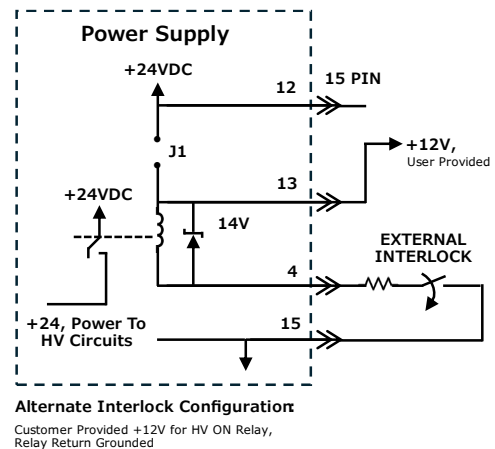 Power Supply
+24VDC
12
15 PIN
J1
+12V,
User Provided
13
+24VDC
14V
EXTERNAL
INTERLOCK
4
+24, Power To
HV Circuits
15
Alternate Interlock Configuration:
Customer Provided +12V for HV ON Relay,
Relay Return Grounded